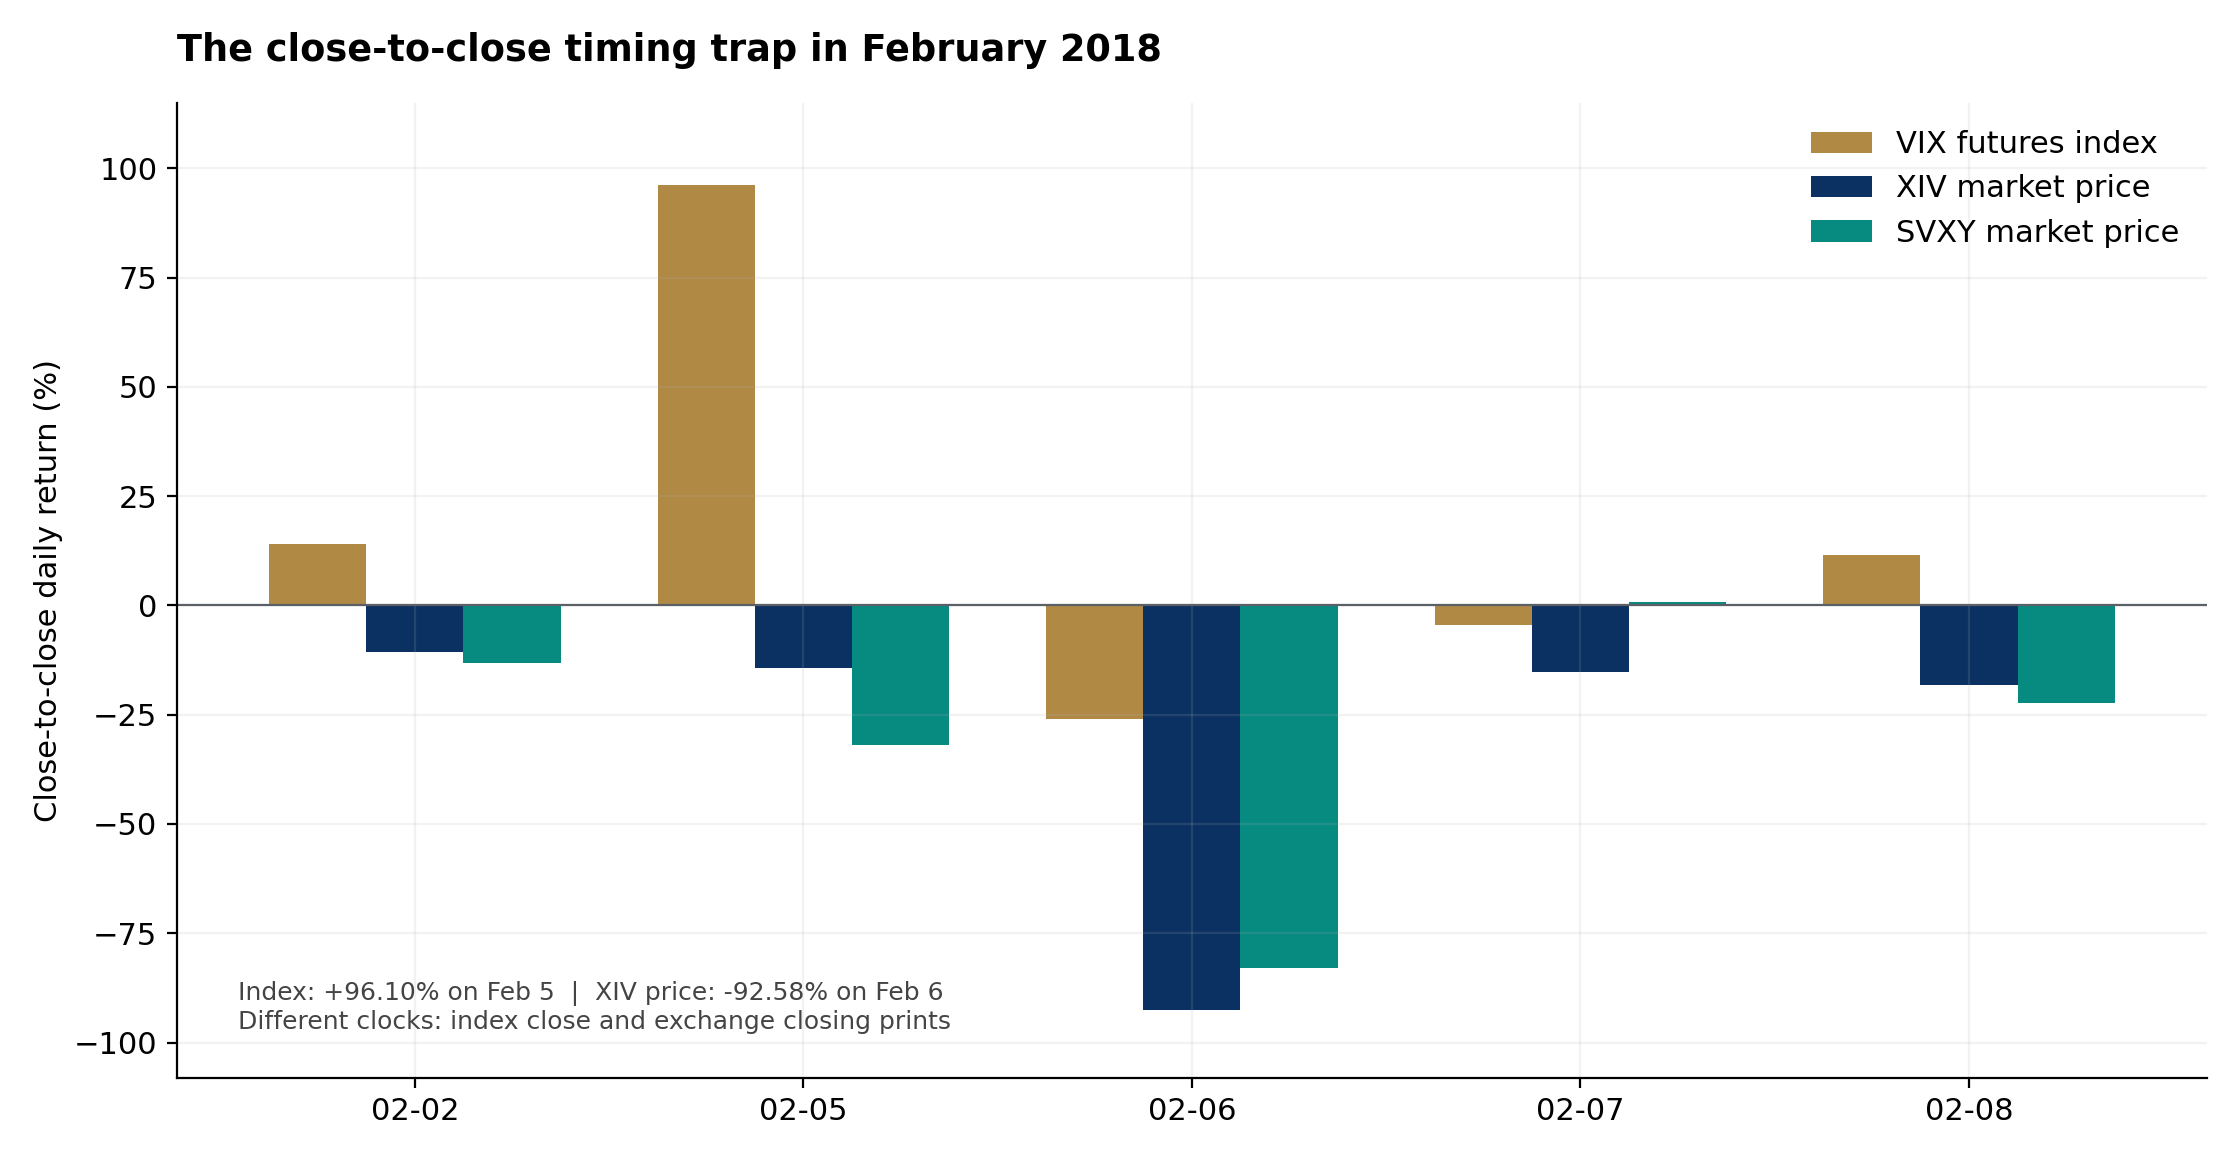 The close-to-close timing trap in February 2018
VIX futures index
XIV market price
SVXY market price
Close-to-close daily return (%)
100
75
50
25
0
−25
−50
−75
−100
Index: +96.10% on Feb 5 | XIV price: -92.58% on Feb 6
Different clocks: index close and exchange closing prints
02-02
02-05
02-06
02-07
02-08